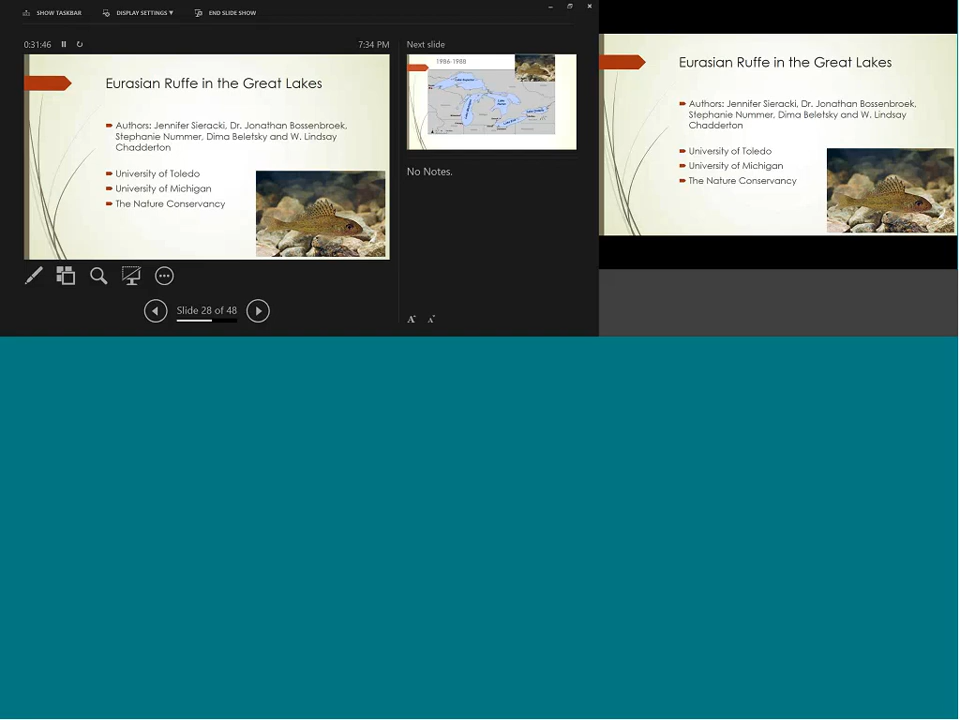 SHOW TASKBAR
DISPLAY SETTINGS ▼
END SLIDE SHOW
0:31:46
7:34 PM
Eurasian Ruffe in the Great Lakes
Authors: Jennifer Sieracki, Dr. Jonathan Bossenbroek,
Stephanie Nummer, Dima Beletsky and W. Lindsay
Chadderton
University of Toledo
University of Michigan
The Nature Conservancy
Slide 28 of 48
Next slide
1986-1988
No Notes.
A A
Eurasian Ruffe in the Great Lakes
Authors: Jennifer Sieracki, Dr. Jonathan Bossenbroek,
Stephanie Nummer, Dima Beletsky and W. Lindsay
Chadderton
University of Toledo
University of Michigan
The Nature Conservancy